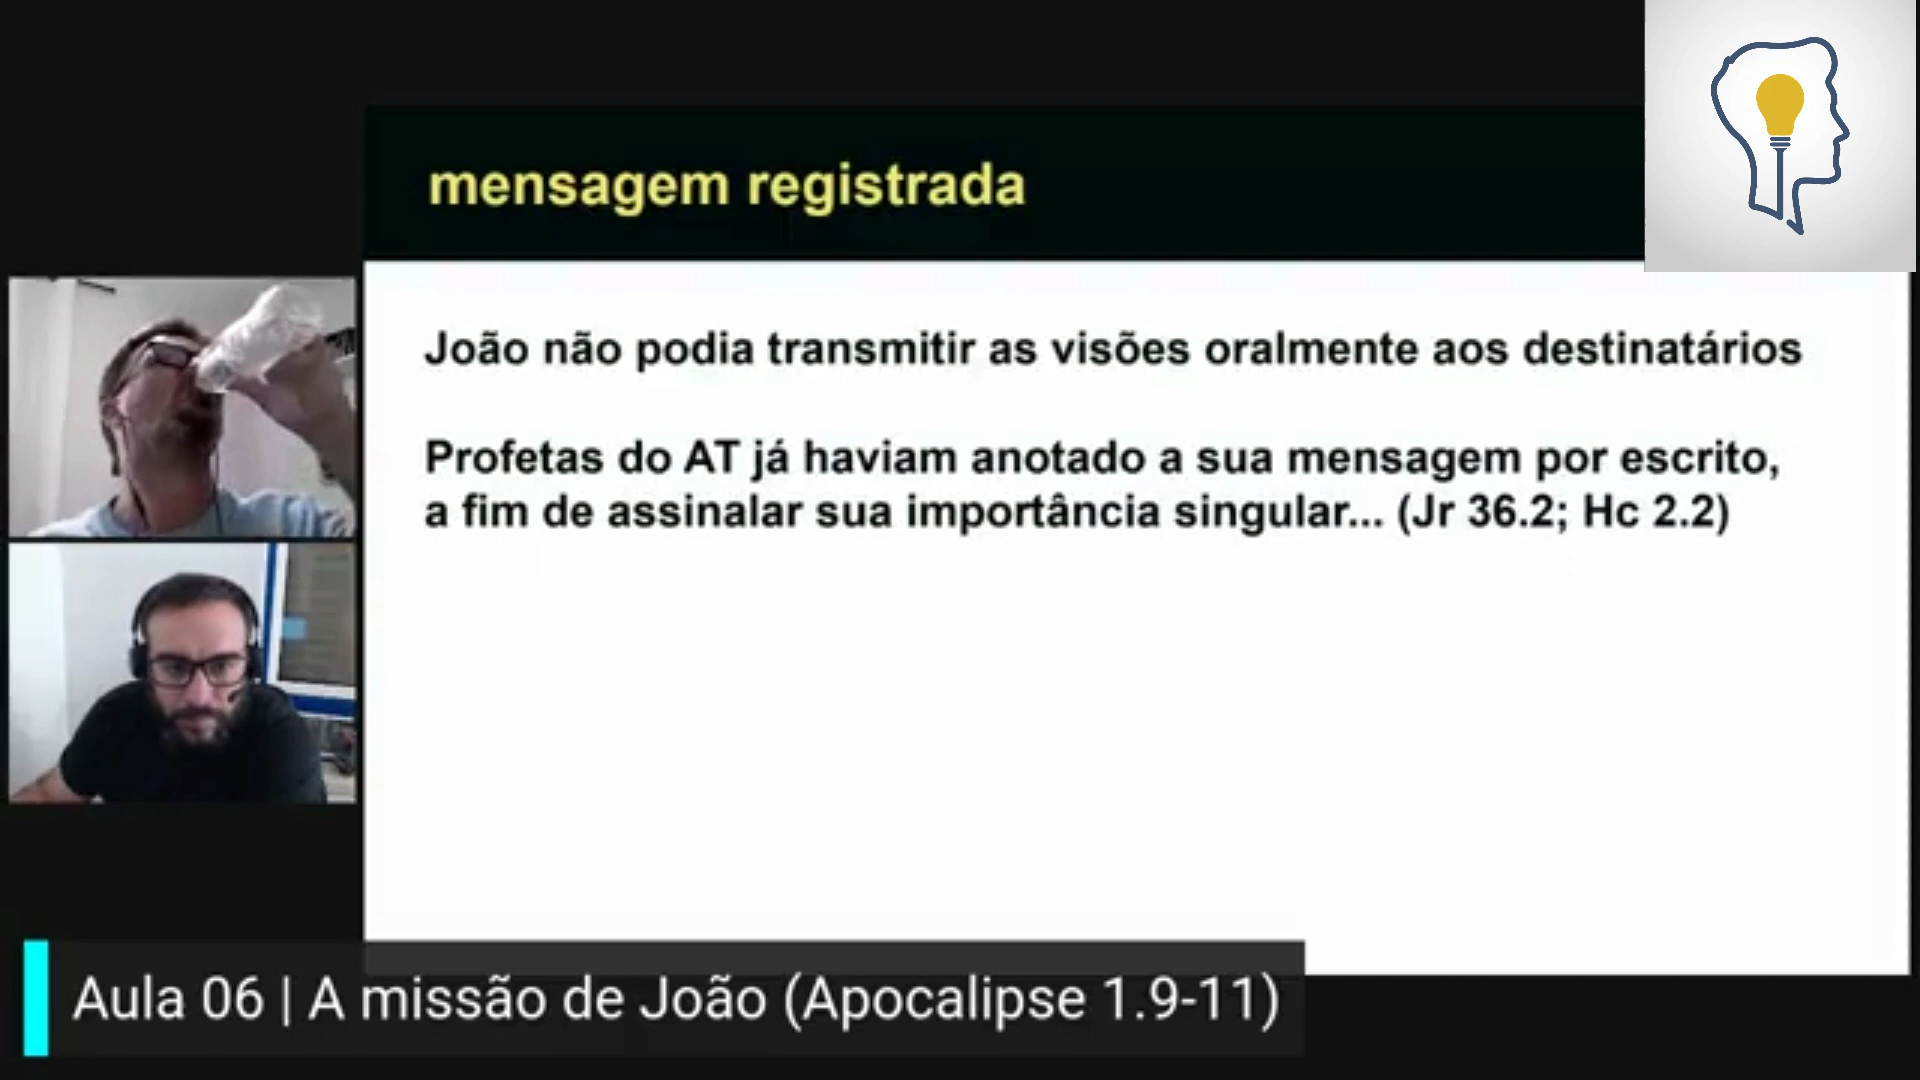 mensagem registrada
João não podia transmitir as visões oralmente aos destinatários
Profetas do AT já haviam anotado a sua mensagem por escrito,
a fim de assinalar sua importância singular... (Jr 36.2; Hc 2.2)
Aula 06 | A missão de João (Apocalipse 1.9-11)